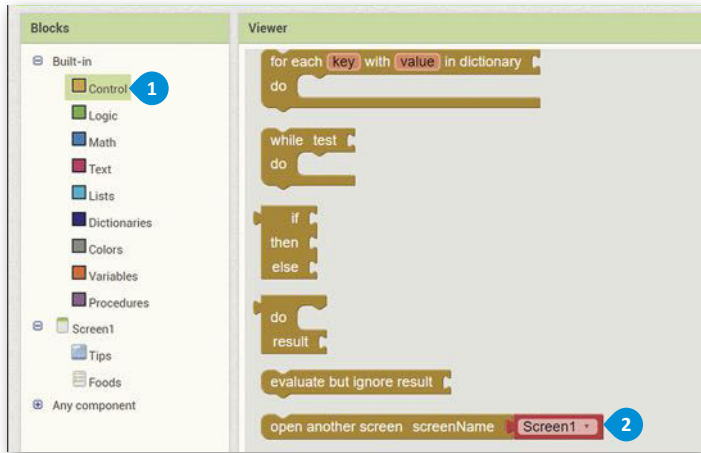 Blocks
Built-in
Control 1
Logic
Math
Text
Lists
Dictionaries
Colors
Variables
Procedures
Screen1
Tips
Foods
Any component
Viewer
for each key with value in dictionary
do
while test
do
if
then
else
do
result
evaluate but ignore result
open another screen screenName Screen1 2